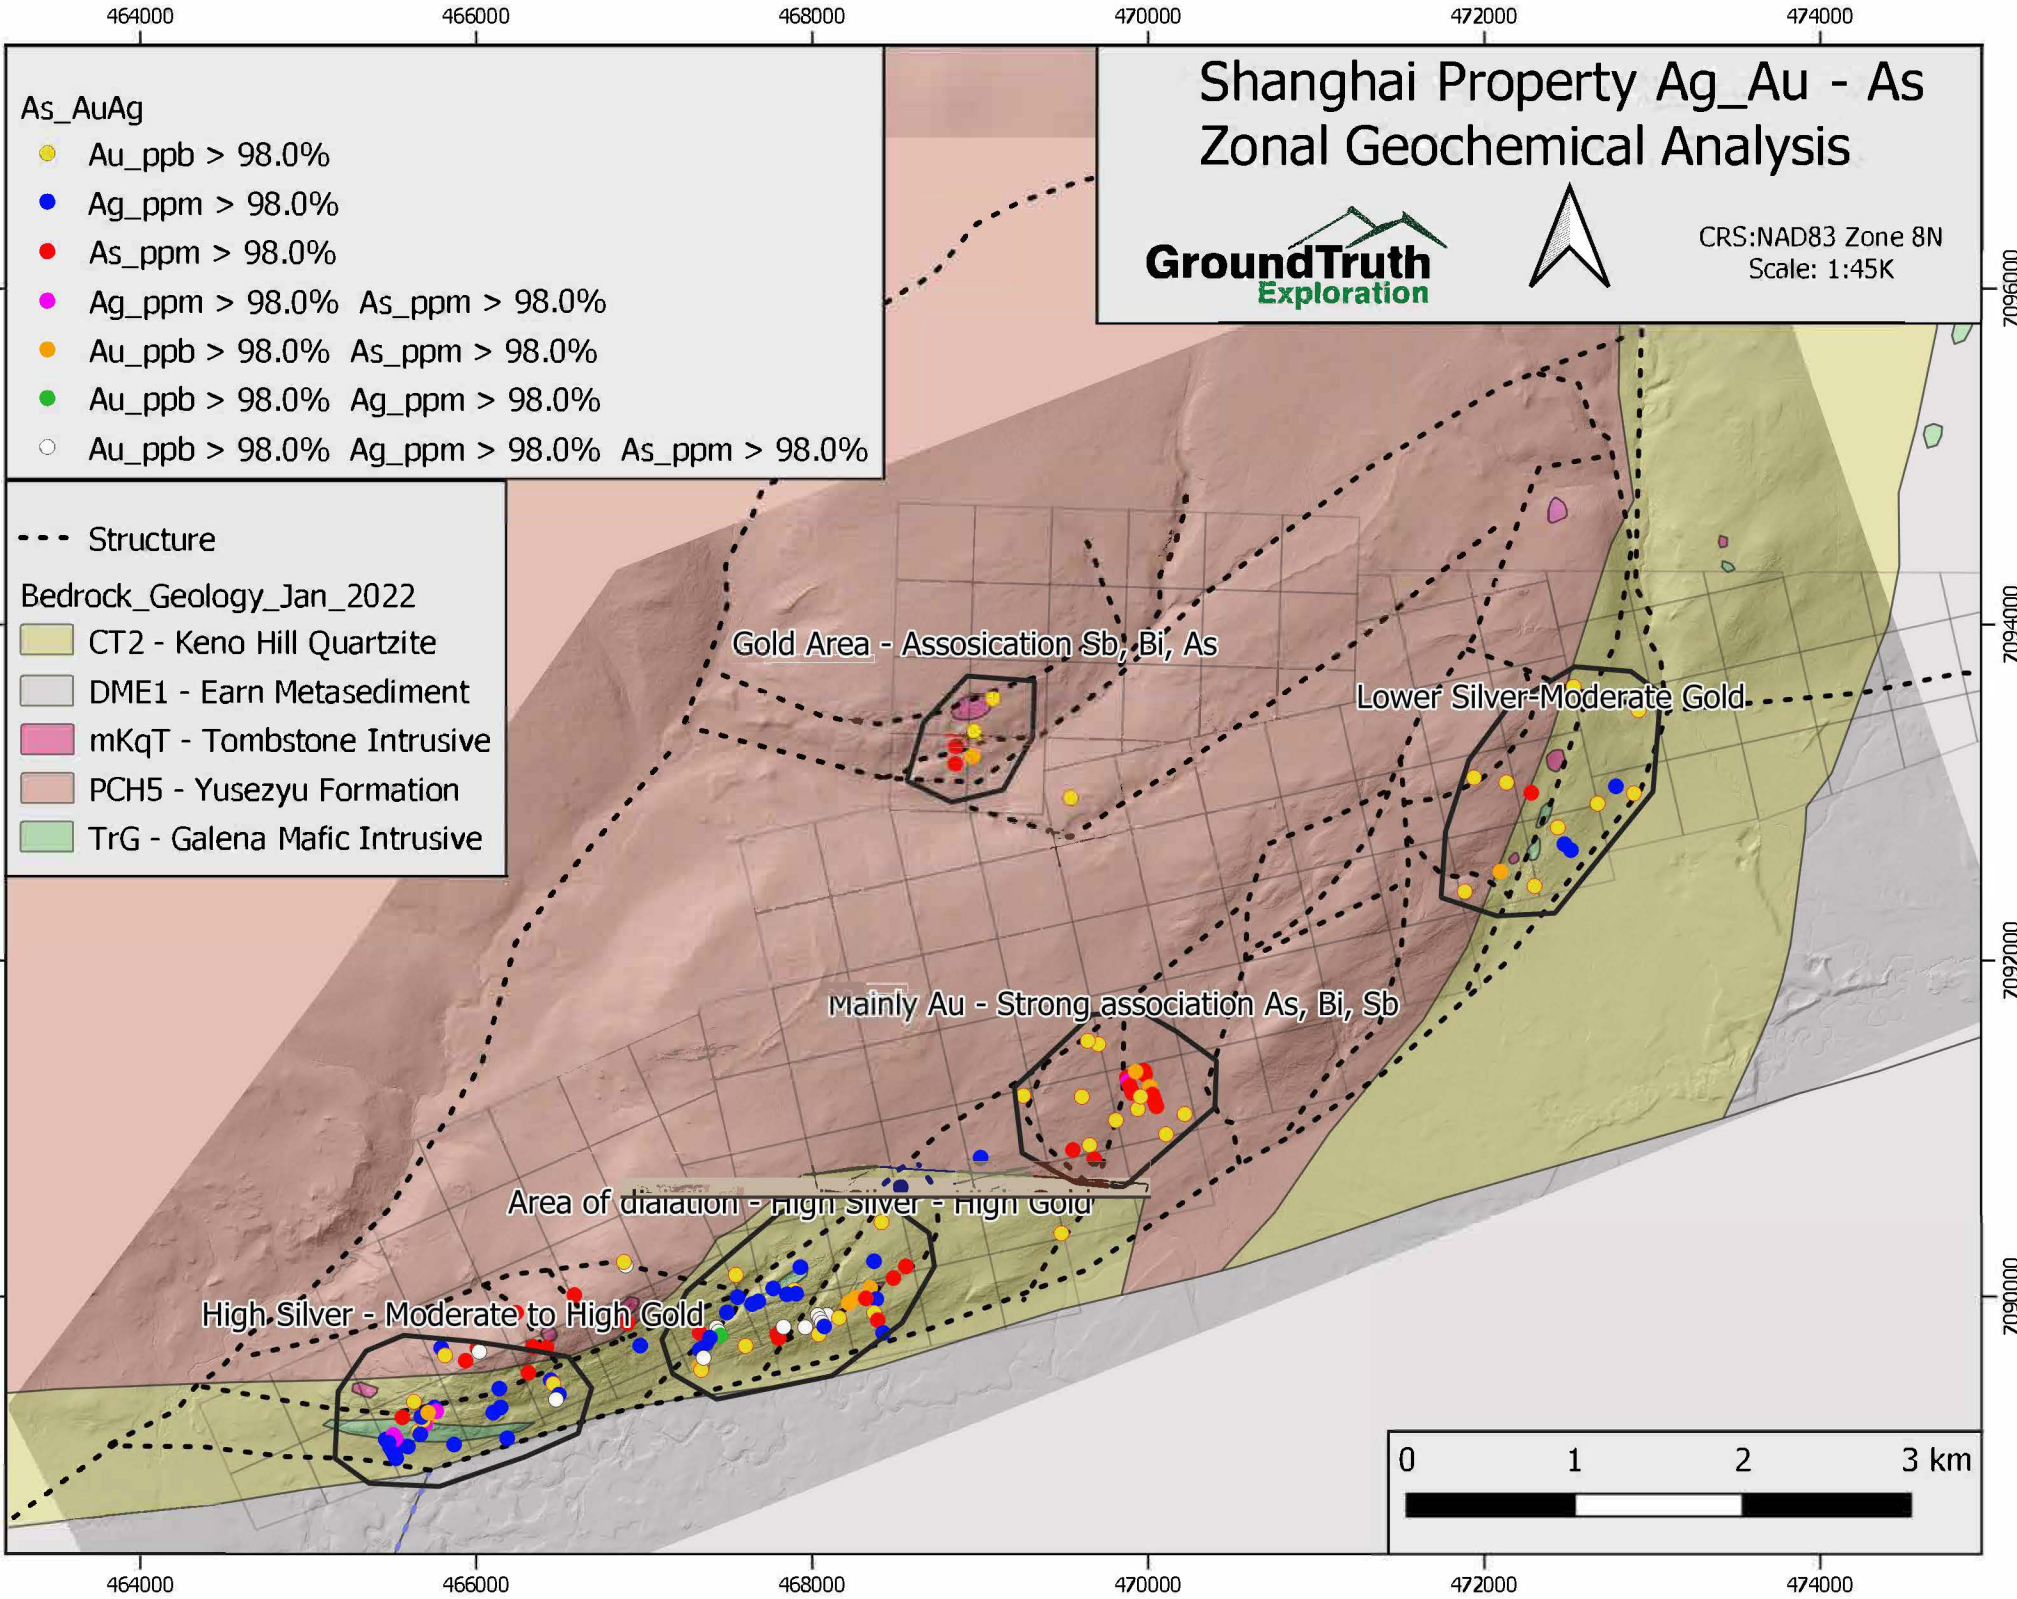 464000 466000 468000 470000 472000 474000
Shanghai Property Ag_Au - As
Zonal Geochemical Analysis
GroundTruth
Exploration
CRS:NAD83 Zone 8N
Scale: 1:45K
As_AuAg
Au_ppb > 98.0%
Ag_ppm > 98.0%
As_ppm > 98.0%
Ag_ppm > 98.0% As_ppm > 98.0%
Au_ppb > 98.0% As_ppm > 98.0%
Au_ppb > 98.0% Ag_ppm > 98.0%
Au_ppb > 98.0% Ag_ppm > 98.0% As_ppm > 98.0%
Structure
Bedrock_Geology_Jan_2022
CT2 - Keno Hill Quartzite
DME1 - Earn Metasediment
mKqT - Tombstone Intrusive
PCH5 - Yusezyu Formation
TrG - Galena Mafic Intrusive
7096000
7094000
7092000
7090000
Gold Area - Assosication Sb, Bi, As
Lower Silver-Moderate Gold
Mainly Au - Strong association As, Bi, Sb
Area of dialation - High Silver - High Gold
High Silver - Moderate to High Gold
0 1 2 3 km
464000 466000 468000 470000 472000 474000